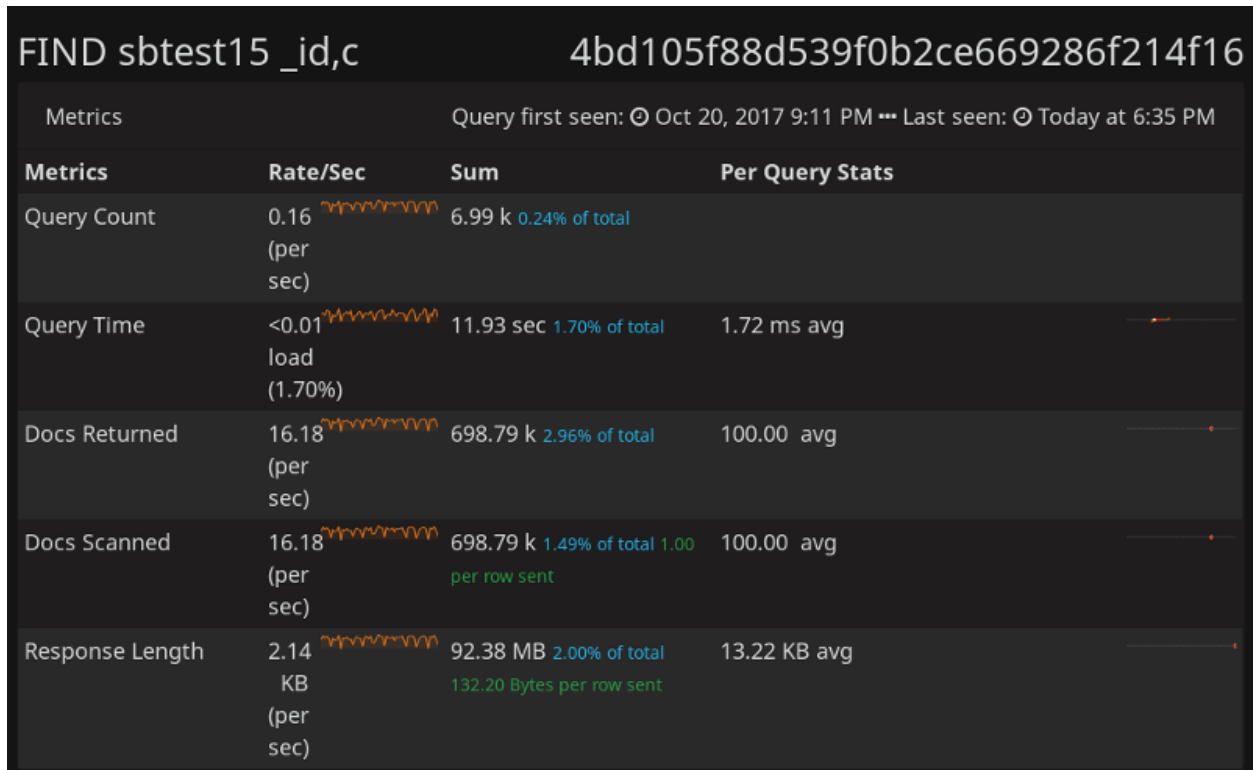 FIND sbtest15 _id,c 4bd105f88d539f0b2ce669286f214f16
Metrics Query first seen: Oct 20, 2017 9:11 PM ••• Last seen: Today at 6:35 PM
Metrics Rate/Sec Sum Per Query Stats
Query Count 0.16 6.99 k 0.24% of total
(per
sec)
Query Time <0.01 11.93 sec 1.70% of total 1.72 ms avg
load
(1.70%)
Docs Returned 16.18 698.79 k 2.96% of total 100.00 avg
(per
sec)
Docs Scanned 16.18 698.79 k 1.49% of total 1.00 100.00 avg
(per per row sent
sec)
Response Length 2.14 92.38 MB 2.00% of total 13.22 KB avg
KB 132.20 Bytes per row sent
(per
sec)